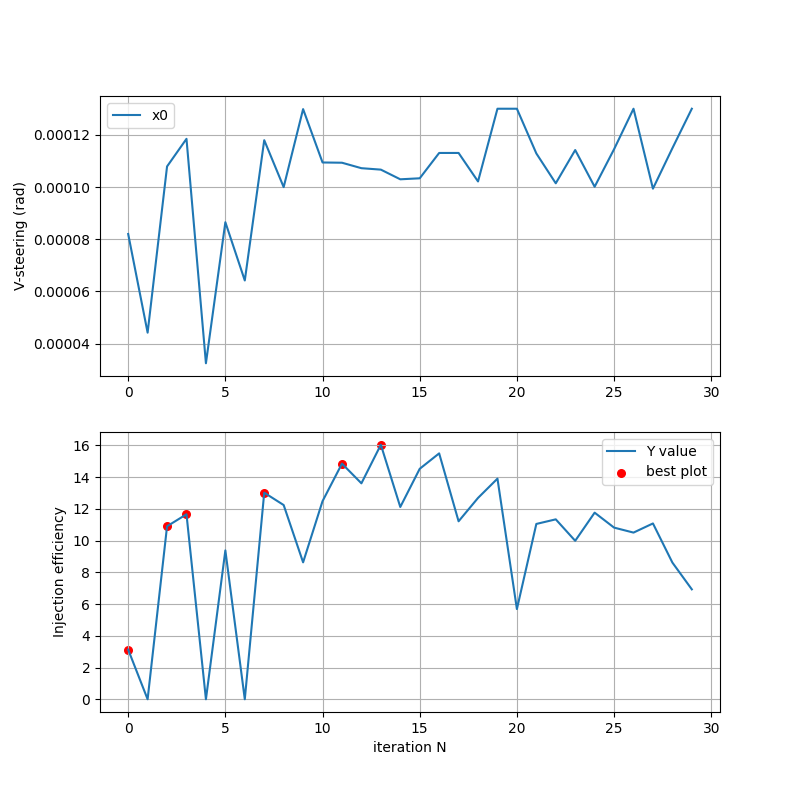 x0
0.00012
0.00010
0.00008
0.00006
0.00004
V-steering (rad)
0 5 10 15 20 25 30
Y value
best plot
16
14
12
10
8
6
4
2
0
Injection efficiency
0 5 10 15 20 25 30
iteration N